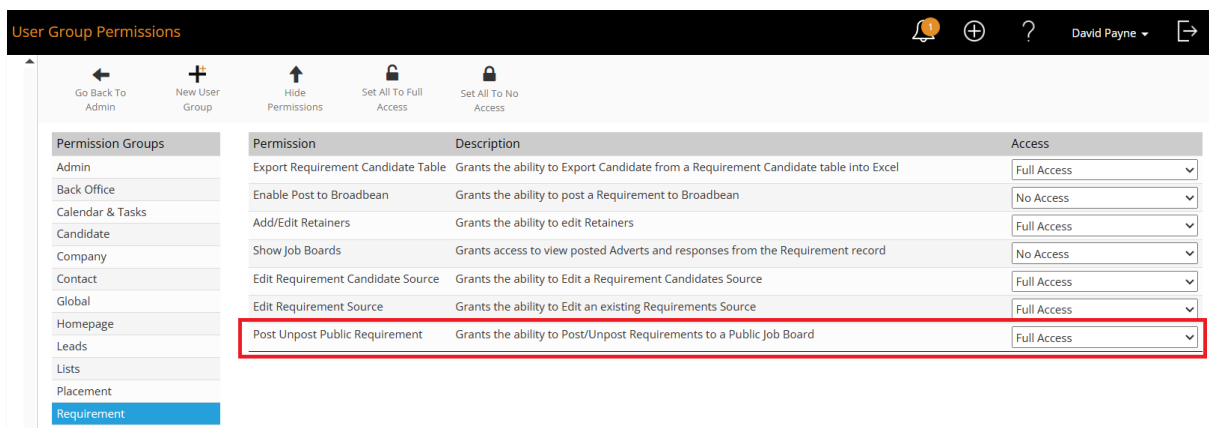 User Group Permissions
1
?
David Payne
Go Back To
Admin
New User
Group
Hide
Permissions
Set All To Full
Access
Set All To No
Access
Permission Groups
Admin
Back Office
Calendar & Tasks
Candidate
Company
Contact
Global
Homepage
Leads
Lists
Placement
Requirement
Permission Description Access
Export Requirement Candidate Table Grants the ability to Export Candidate from a Requirement Candidate table into Excel Full Access
Enable Post to Broadbean Grants the ability to post a Requirement to Broadbean No Access
Add/Edit Retainers Grants the ability to edit Retainers Full Access
Show Job Boards Grants access to view posted Adverts and responses from the Requirement record No Access
Edit Requirement Candidate Source Grants the ability to Edit a Requirement Candidates Source Full Access
Edit Requirement Source Grants the ability to Edit an existing Requirements Source Full Access
Post Unpost Public Requirement Grants the ability to Post/Unpost Requirements to a Public Job Board Full Access